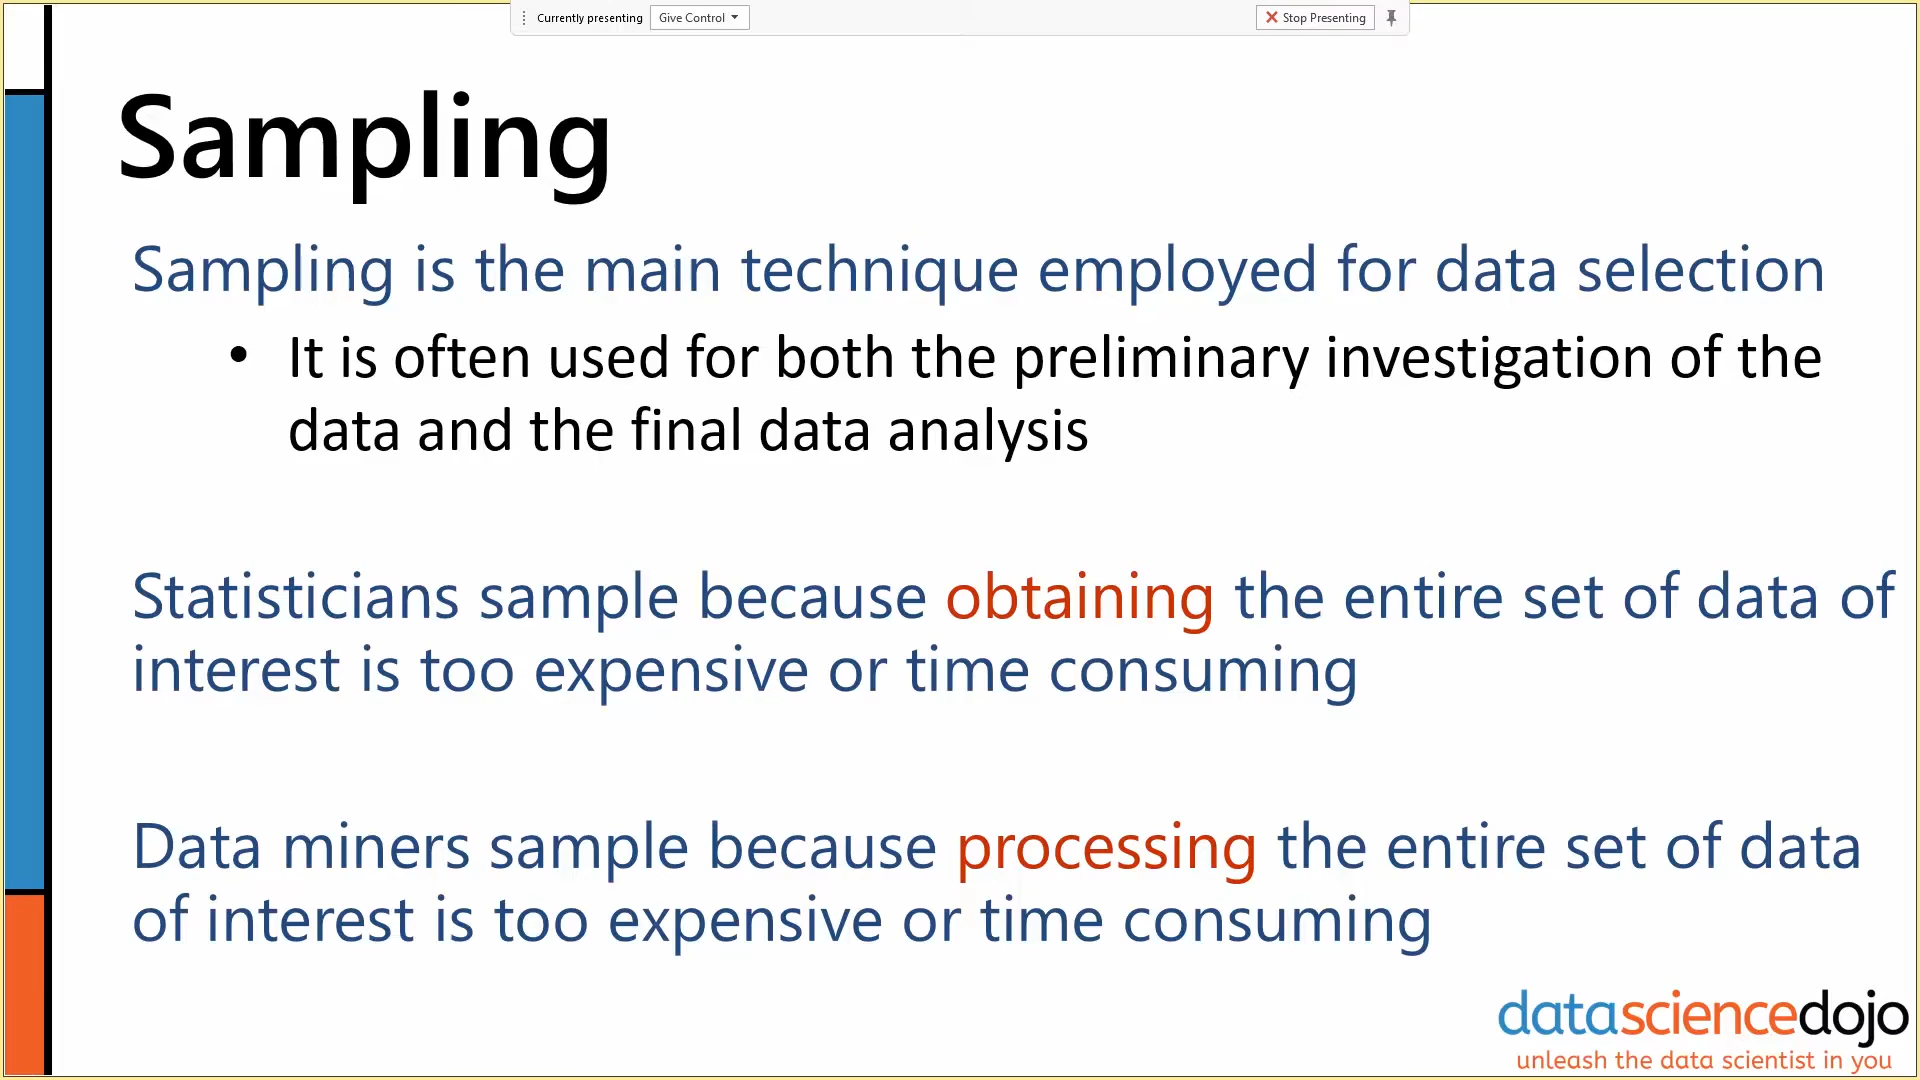 Currently presenting Give Control Stop Presenting
Sampling
Sampling is the main technique employed for data selection
• It is often used for both the preliminary investigation of the
data and the final data analysis
Statisticians sample because obtaining the entire set of data of
interest is too expensive or time consuming
Data miners sample because processing the entire set of data
of interest is too expensive or time consuming
datasciencedojo
unleash the data scientist in you